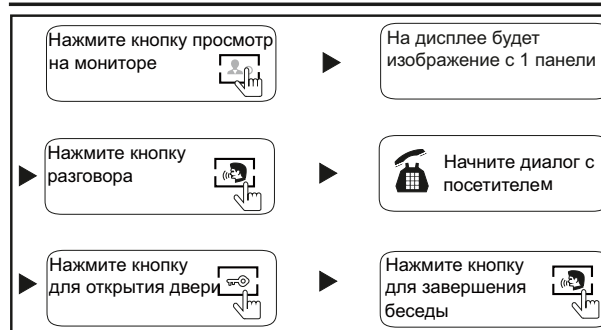 Нажмите кнопку просмотр
на мониторе
На дисплее будет
изображение с 1 панели
Нажмите кнопку
разговора
Начните диалог с
посетителем
Нажмите кнопку
для открытия двери
Нажмите кнопку
для завершения
беседы